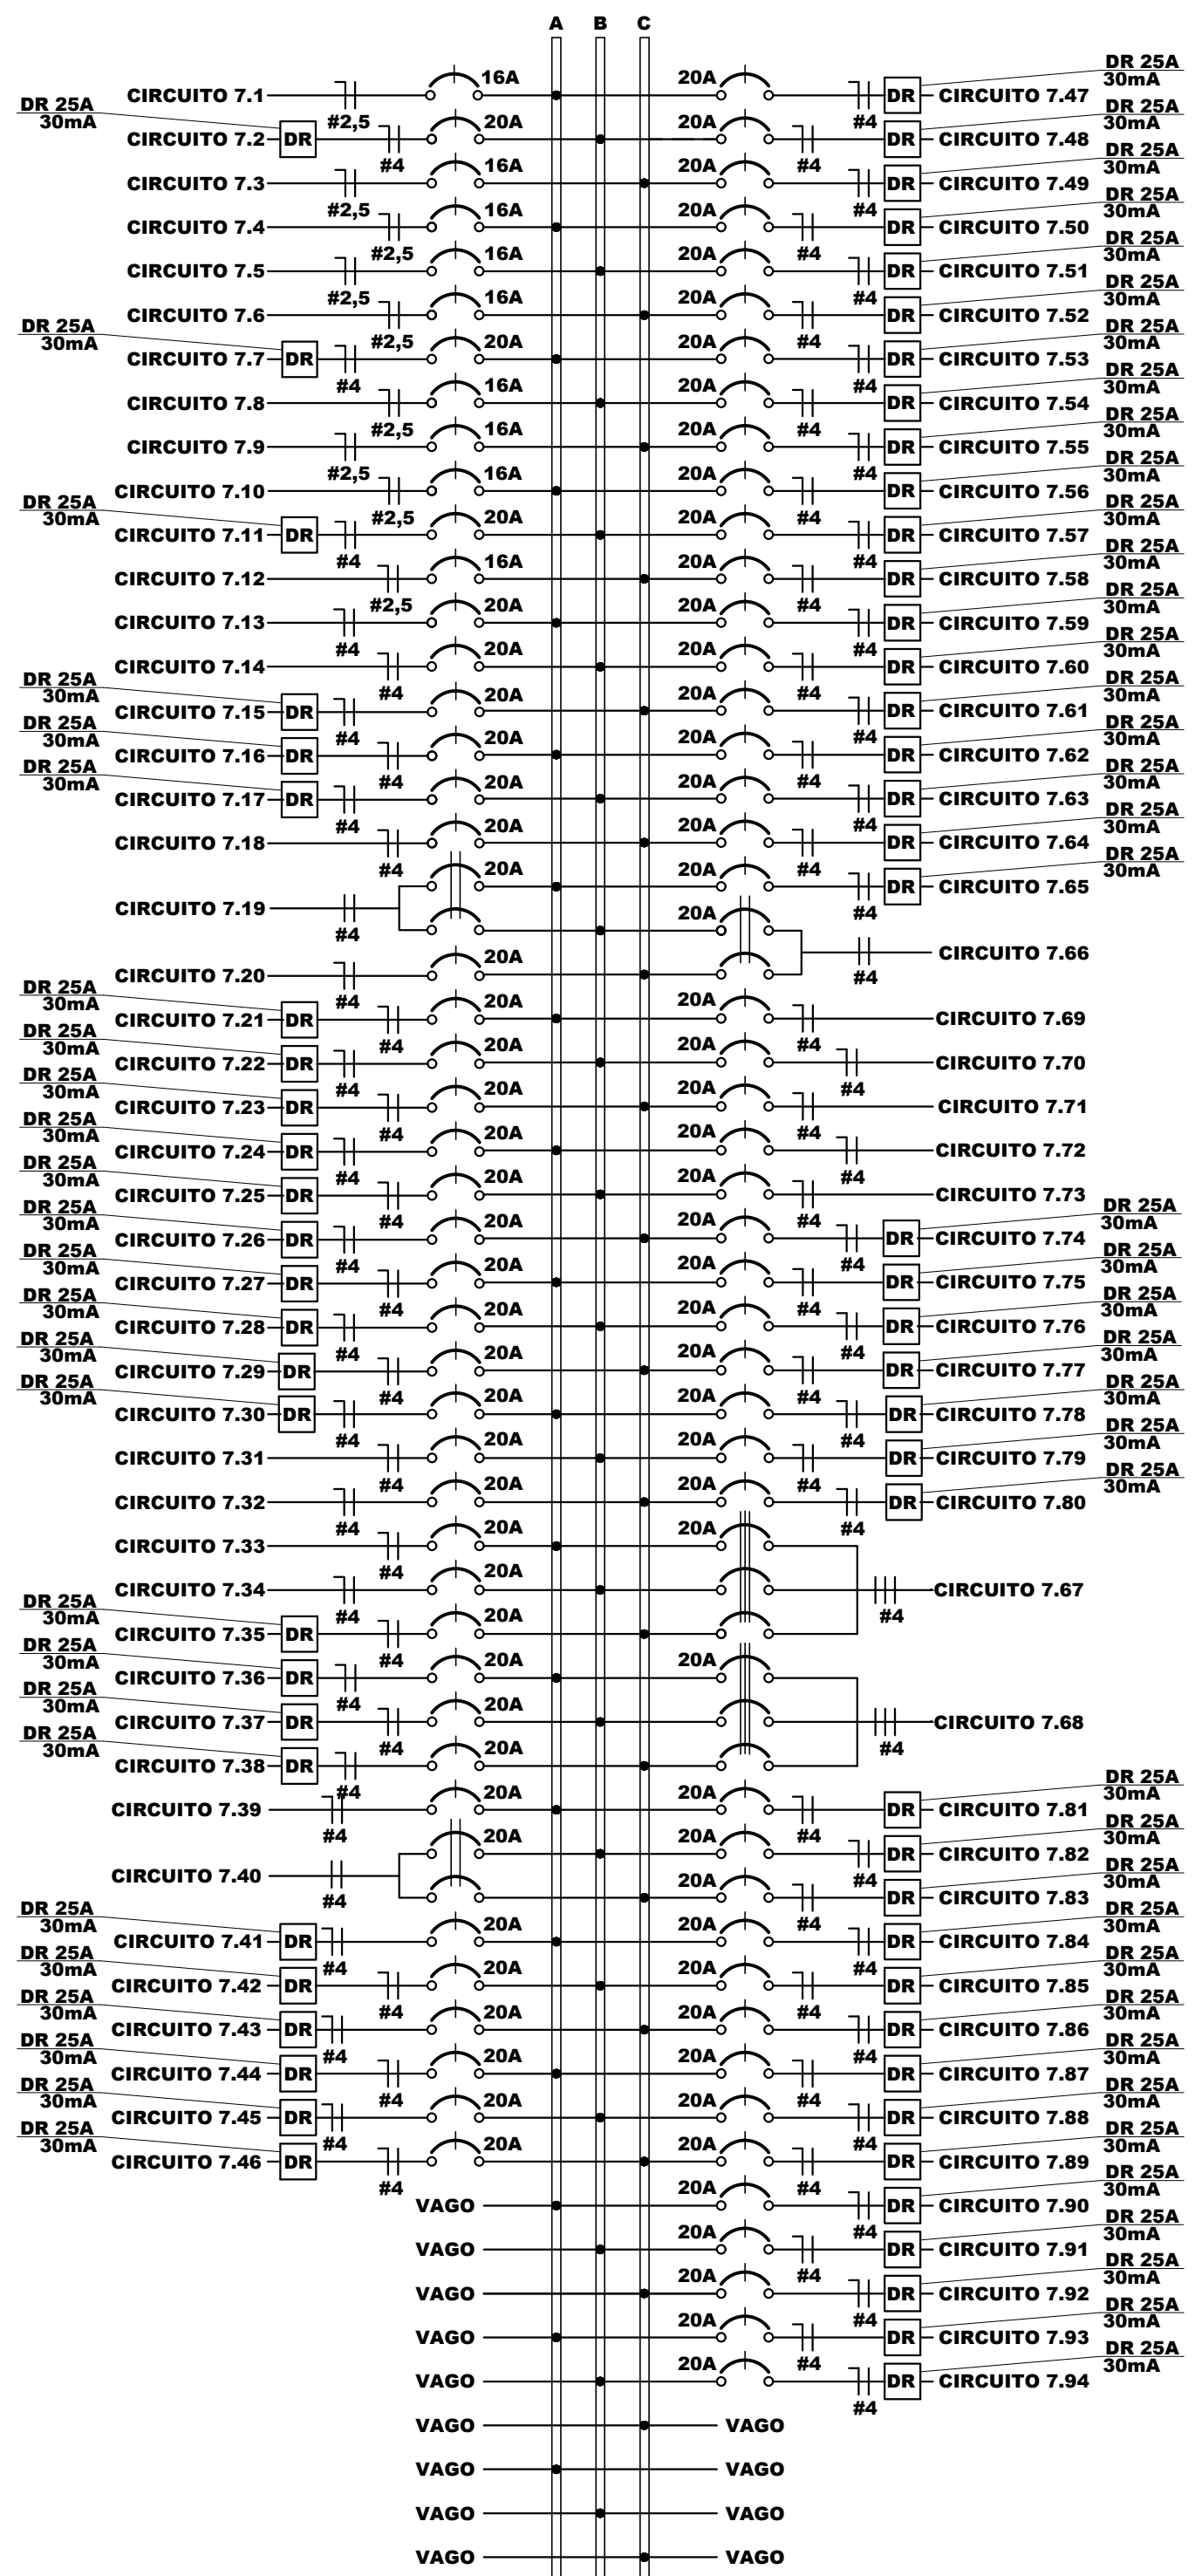 A B C
CIRCUITO 7.1 #2,5 16A 20A #4 DR CIRCUITO 7.47 DR 25A 30mA
DR 25A 30mA CIRCUITO 7.2 DR #4 20A 20A #4 DR CIRCUITO 7.48 DR 25A 30mA
CIRCUITO 7.3 #2,5 16A 20A #4 DR CIRCUITO 7.49 DR 25A 30mA
CIRCUITO 7.4 #2,5 16A 20A #4 DR CIRCUITO 7.50 DR 25A 30mA
CIRCUITO 7.5 #2,5 16A 20A #4 DR CIRCUITO 7.51 DR 25A 30mA
CIRCUITO 7.6 #2,5 16A 20A #4 DR CIRCUITO 7.52 DR 25A 30mA
DR 25A 30mA CIRCUITO 7.7 DR #4 20A 20A #4 DR CIRCUITO 7.53 DR 25A 30mA
CIRCUITO 7.8 #2,5 16A 20A #4 DR CIRCUITO 7.54 DR 25A 30mA
CIRCUITO 7.9 #2,5 16A 20A #4 DR CIRCUITO 7.55 DR 25A 30mA
CIRCUITO 7.10 #2,5 16A 20A #4 DR CIRCUITO 7.56 DR 25A 30mA
DR 25A 30mA CIRCUITO 7.11 DR #4 20A 20A #4 DR CIRCUITO 7.57 DR 25A 30mA
CIRCUITO 7.12 #2,5 16A 20A #4 DR CIRCUITO 7.58 DR 25A 30mA
CIRCUITO 7.13 #4 20A 20A #4 DR CIRCUITO 7.59 DR 25A 30mA
CIRCUITO 7.14 #4 20A 20A #4 DR CIRCUITO 7.60 DR 25A 30mA
DR 25A 30mA CIRCUITO 7.15 DR #4 20A 20A #4 DR CIRCUITO 7.61 DR 25A 30mA
DR 25A 30mA CIRCUITO 7.16 DR #4 20A 20A #4 DR CIRCUITO 7.62 DR 25A 30mA
DR 25A 30mA CIRCUITO 7.17 DR #4 20A 20A #4 DR CIRCUITO 7.63 DR 25A 30mA
CIRCUITO 7.18 #4 20A 20A #4 DR CIRCUITO 7.64 DR 25A 30mA
CIRCUITO 7.19 #4 20A 20A #4 DR CIRCUITO 7.65 DR 25A 30mA
20A #4 CIRCUITO 7.66
CIRCUITO 7.20 #4 20A
DR 25A 30mA CIRCUITO 7.21 DR #4 20A 20A #4 CIRCUITO 7.69
DR 25A 30mA CIRCUITO 7.22 DR #4 20A 20A #4 CIRCUITO 7.70
DR 25A 30mA CIRCUITO 7.23 DR #4 20A 20A #4 CIRCUITO 7.71
DR 25A 30mA CIRCUITO 7.24 DR #4 20A 20A #4 CIRCUITO 7.72
DR 25A 30mA CIRCUITO 7.25 DR #4 20A 20A #4 CIRCUITO 7.73
DR 25A 30mA CIRCUITO 7.26 DR #4 20A 20A #4 DR CIRCUITO 7.74 DR 25A 30mA
DR 25A 30mA CIRCUITO 7.27 DR #4 20A 20A #4 DR CIRCUITO 7.75 DR 25A 30mA
DR 25A 30mA CIRCUITO 7.28 DR #4 20A 20A #4 DR CIRCUITO 7.76 DR 25A 30mA
DR 25A 30mA CIRCUITO 7.29 DR #4 20A 20A #4 DR CIRCUITO 7.77 DR 25A 30mA
DR 25A 30mA CIRCUITO 7.30 DR #4 20A 20A #4 DR CIRCUITO 7.78 DR 25A 30mA
CIRCUITO 7.31 #4 20A 20A #4 DR CIRCUITO 7.79 DR 25A 30mA
CIRCUITO 7.32 #4 20A 20A #4 DR CIRCUITO 7.80 DR 25A 30mA
CIRCUITO 7.33 #4 20A 20A
CIRCUITO 7.34 #4 20A #4 CIRCUITO 7.67
DR 25A 30mA CIRCUITO 7.35 DR #4 20A
DR 25A 30mA CIRCUITO 7.36 DR #4 20A 20A
DR 25A 30mA CIRCUITO 7.37 DR #4 20A #4 CIRCUITO 7.68
DR 25A 30mA CIRCUITO 7.38 DR #4 20A
CIRCUITO 7.39 #4 20A 20A #4 DR CIRCUITO 7.81 DR 25A 30mA
CIRCUITO 7.40 #4 20A 20A #4 DR CIRCUITO 7.82 DR 25A 30mA
20A #4 DR CIRCUITO 7.83 DR 25A 30mA
DR 25A 30mA CIRCUITO 7.41 DR #4 20A 20A #4 DR CIRCUITO 7.84 DR 25A 30mA
DR 25A 30mA CIRCUITO 7.42 DR #4 20A 20A #4 DR CIRCUITO 7.85 DR 25A 30mA
DR 25A 30mA CIRCUITO 7.43 DR #4 20A 20A #4 DR CIRCUITO 7.86 DR 25A 30mA
DR 25A 30mA CIRCUITO 7.44 DR #4 20A 20A #4 DR CIRCUITO 7.87 DR 25A 30mA
DR 25A 30mA CIRCUITO 7.45 DR #4 20A 20A #4 DR CIRCUITO 7.88 DR 25A 30mA
DR 25A 30mA CIRCUITO 7.46 DR #4 20A 20A #4 DR CIRCUITO 7.89 DR 25A 30mA
VAGO 20A #4 DR CIRCUITO 7.90 DR 25A 30mA
VAGO 20A #4 DR CIRCUITO 7.91 DR 25A 30mA
VAGO 20A #4 DR CIRCUITO 7.92 DR 25A 30mA
VAGO 20A #4 DR CIRCUITO 7.93 DR 25A 30mA
VAGO 20A #4 DR CIRCUITO 7.94 DR 25A 30mA
VAGO VAGO
VAGO VAGO
VAGO VAGO
VAGO VAGO